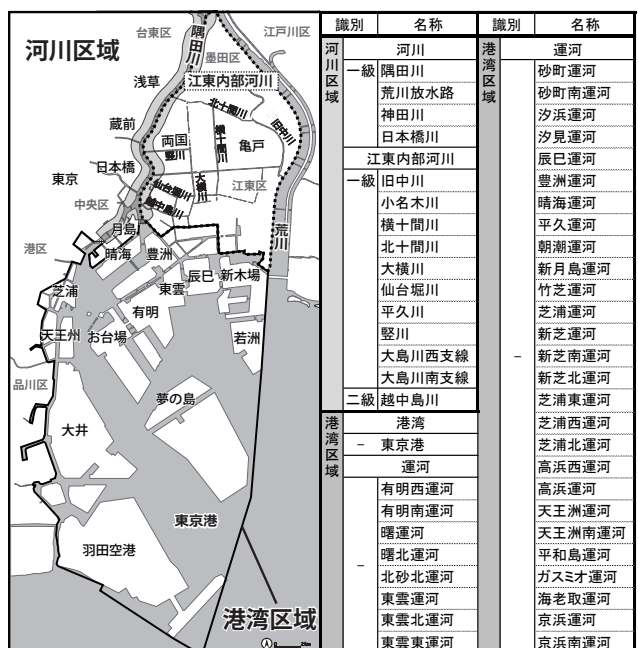 河川区域
台東区
隅田川
墨田区
江戸川区
江東内部河川
浅草
北十間川
旧中川
蔵前
両国
竪川
横十間川
亀戸
日本橋
東京
大横川
仙台堀川
江東区
越中島川
中央区
荒川
月島
港区
晴海
豊洲
芝浦
東雲
辰巳
新木場
有明
天王州
お台場
若洲
品川区
夢の島
大井
東京港
羽田空港
港湾区域
識別 名称
河川区域
河川
一級 隅田川
荒川放水路
神田川
日本橋川
江東内部河川
一級 旧中川
小名木川
横十間川
北十間川
大横川
仙台堀川
平久川
竪川
大島川西支線
大島川南支線
二級 越中島川
港湾区域
港湾
− 東京港
運河
−
有明西運河
有明南運河
曙運河
曙北運河
北砂北運河
東雲運河
東雲北運河
東雲東運河
識別 名称
港湾区域
運河
−
砂町運河
砂町南運河
汐浜運河
汐見運河
辰巳運河
豊洲運河
晴海運河
平久運河
朝潮運河
新月島運河
竹芝運河
芝浦運河
新芝運河
新芝南運河
新芝北運河
芝浦東運河
芝浦西運河
芝浦北運河
高浜西運河
高浜運河
天王洲運河
天王洲南運河
平和島運河
ガスミオ運河
海老取運河
京浜運河
京浜南運河